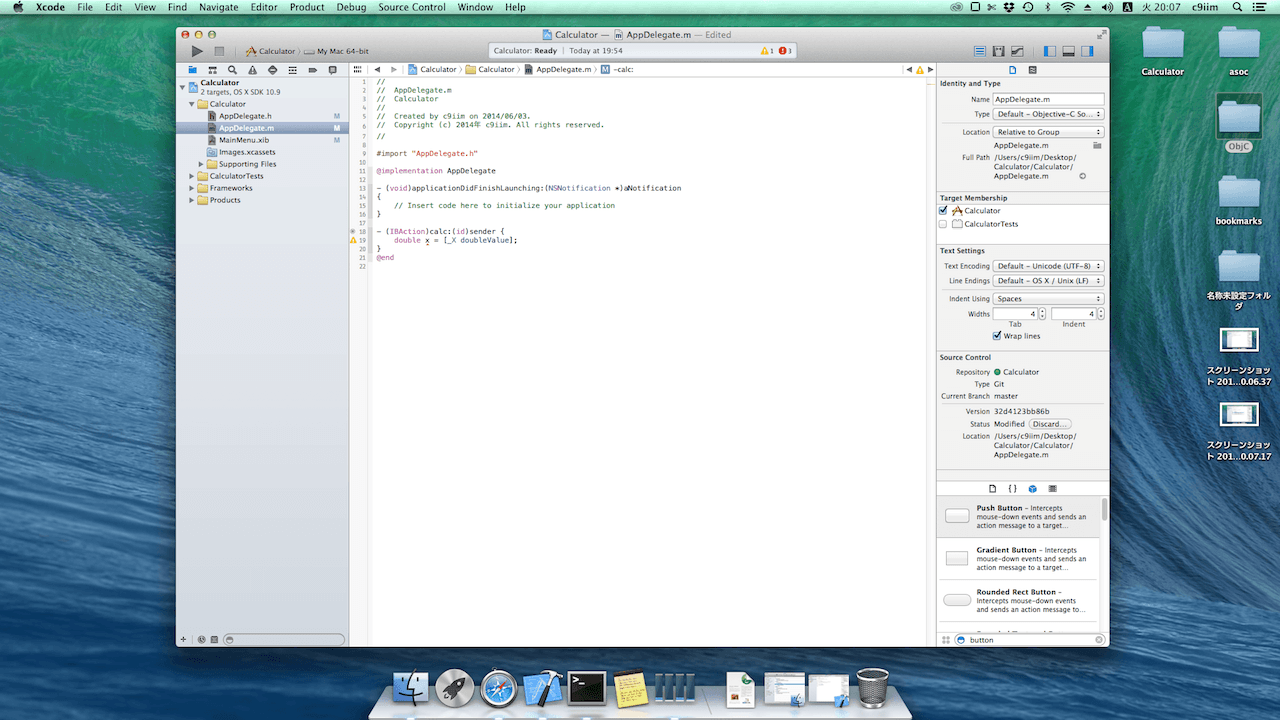 Xcode File Edit View Find Navigate Editor Product Debug Source Control Window Help
火 20:07 c9iim
Calculator — AppDelegate.m — Edited
Calculator My Mac 64-bit
Calculator: Ready | Today at 19:54
1 1
Calculator Calculator AppDelegate.m -calc:
Calculator
2 targets, OS X SDK 10.9
Calculator
AppDelegate.h M
AppDelegate.m M
MainMenu.xib M
Images.xcassets
Supporting Files
CalculatorTests
Frameworks
Products
1 //
2 //  AppDelegate.m
3 //  Calculator
4 //
5 //  Created by c9iim on 2014/06/03.
6 //  Copyright (c) 2014年 c9iim. All rights reserved.
7 //
8
9 #import "AppDelegate.h"
10
11 @implementation AppDelegate
12
13 - (void)applicationDidFinishLaunching:(NSNotification *)aNotification
14 {
15     // Insert code here to initialize your application
16 }
17
18 - (IBAction)calc:(id)sender {
19     double x = [_X doubleValue];
20 }
21 @end
22
Identity and Type
Name AppDelegate.m
Type Default - Objective-C So...
Location Relative to Group
AppDelegate.m
Full Path /Users/c9iim/Desktop/
Calculator/Calculator/
AppDelegate.m
Target Membership
Calculator
CalculatorTests
Text Settings
Text Encoding Default - Unicode (UTF-8)
Line Endings Default - OS X / Unix (LF)
Indent Using Spaces
Widths 4 4
Tab Indent
Wrap lines
Source Control
Repository Calculator
Type Git
Current Branch master
Version 32d4123bb86b
Status Modified Discard...
Location /Users/c9iim/Desktop/
Calculator/Calculator/
AppDelegate.m
{ }
Push Button - Intercepts
mouse-down events and sends an
action message to a target...
Gradient Button - Intercepts
mouse-down events and sends an
action message to a target...
Rounded Rect Button -
Intercepts mouse-down events
and sends an action message to...
button
Calculator
asoc
ObjC
bookmarks
名称未設定フォル
ダ
スクリーンショッ
ト 201...0.06.37
スクリーンショッ
ト 201...0.07.17